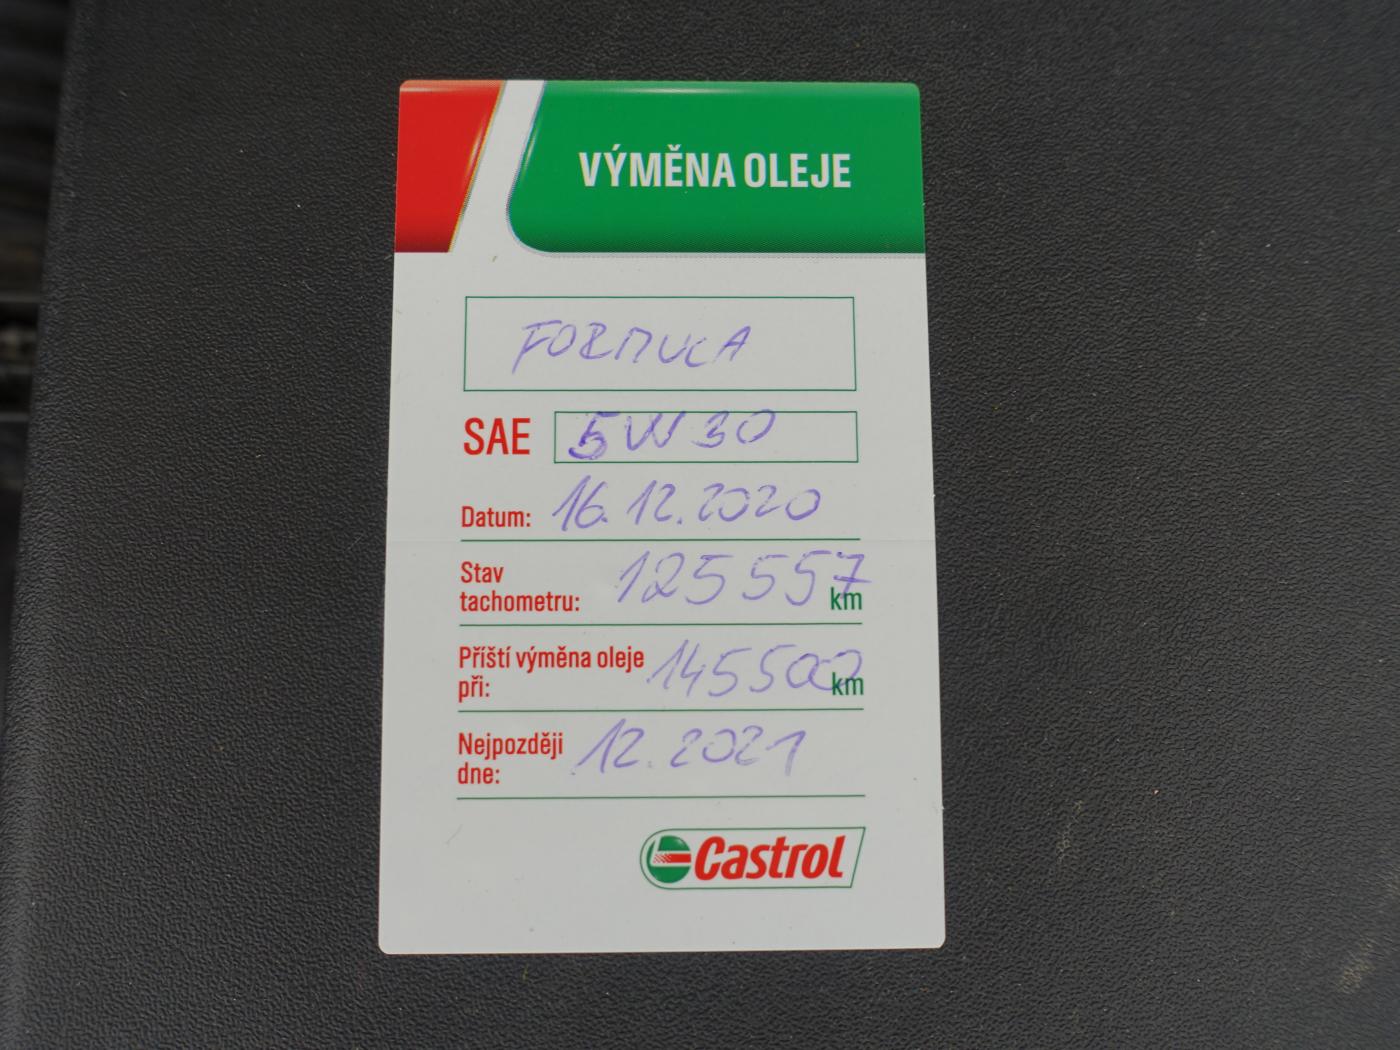 VÝMĚNA OLEJE
FORMULA
SAE 5W30
Datum: 16.12.2020
Stav
tachometru: 125557 km
Příští výměna oleje
při: 145500 km
Nejpozději
dne: 12.2021
Castrol